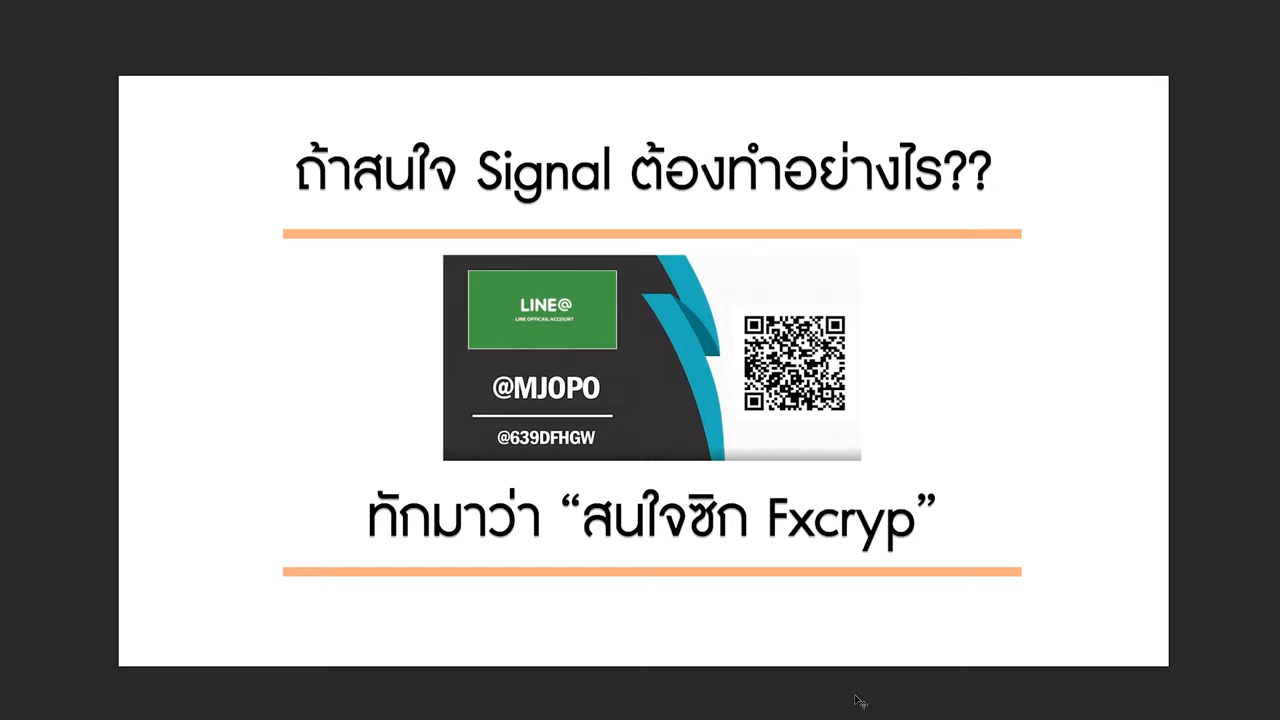 ถ้าสนใจ Signal ต้องทำอย่างไร??
LINE@
LINE OFFICAIL ACCOUNT
@MJOPO
@639DFHGW
ทักมาว่า “สนใจซิก Fxcryp”